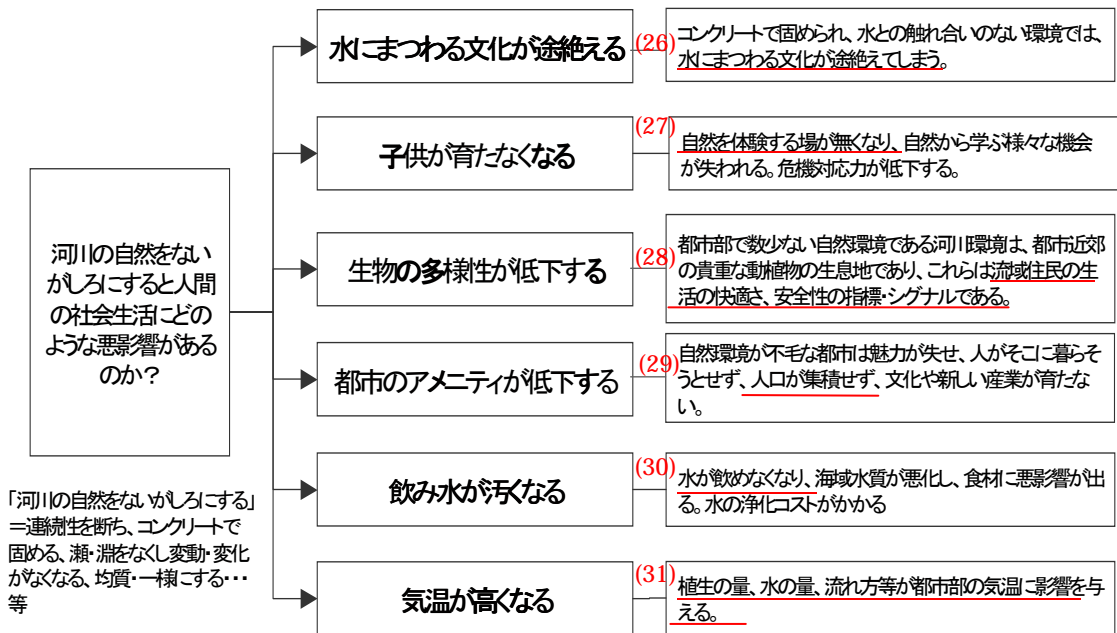 河川の自然をない
がしろにすると人間
の社会生活にどの
ような悪影響がある
のか？
「河川の自然をないがしろにする」
＝連続性を断ち、コンクリートで
固める、瀬・淵をなくし変動・変化
がなくなる、均質・一様にする・・・
等
水にまつわる文化が途絶える
(26)
コンクリートで固められ、水との触れ合いのない環境では、
水にまつわる文化が途絶えてしまう。
子供が育たなくなる
(27)
自然を体験する場が無くなり、自然から学ぶ様々な機会
が失われる。危機対応力が低下する。
生物の多様性が低下する
(28)
都市部で数少ない自然環境である河川環境は、都市近郊
の貴重な動植物の生息地であり、これらは流域住民の生
活の快適さ、安全性の指標・シグナルである。
都市のアメニティが低下する
(29)
自然環境が不毛な都市は魅力が失せ、人がそこに暮らそ
うとせず、人口が集積せず、文化や新しい産業が育たな
い。
飲み水が汚くなる
(30)
水が飲めなくなり、海域水質が悪化し、食材に悪影響が出
る。水の浄化コストがかかる
気温が高くなる
(31)
植生の量、水の量、流れ方等が都市部の気温に影響を与
える。